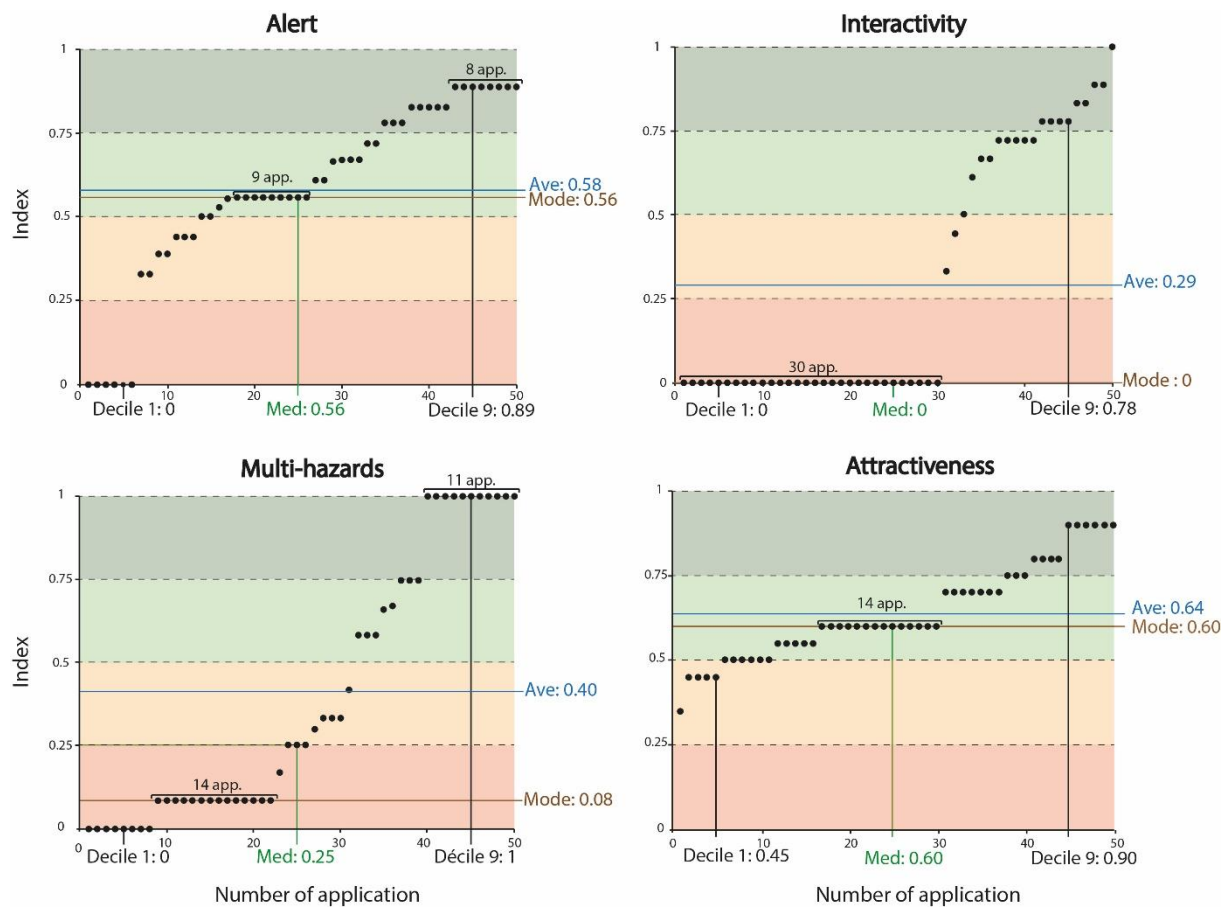 Alert
Index
1
0.75
0.5
0.25
0
8 app.
9 app.
Ave: 0.58
Mode: 0.56
10
20
30
40
50
Decile 1: 0
Med: 0.56
Decile 9: 0.89
Interactivity
1
0.75
0.5
0.25
0
Ave: 0.29
30 app.
Mode : 0
0
10
20
30
40
50
Decile 1: 0
Med: 0
Decile 9: 0.78
Multi-hazards
Index
1
0.75
0.5
0.25
0
11 app.
Ave: 0.40
14 app.
Mode: 0.08
0
10
20
30
40
50
Decile 1: 0
Med: 0.25
Décile 9: 1
Number of application
Attractiveness
1
0.75
0.5
0.25
0
14 app.
Ave: 0.64
Mode: 0.60
0
10
20
30
40
50
Decile 1: 0.45
Med: 0.60
Decile 9: 0.90
Number of application